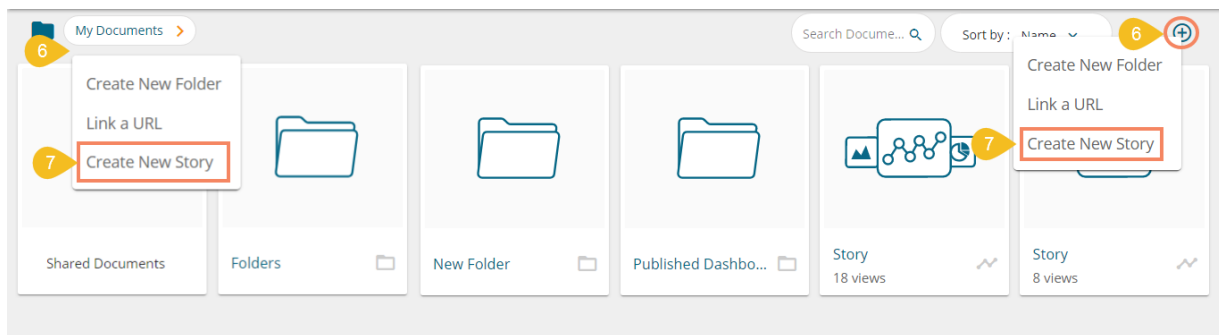 My Documents
Search Docume...
Sort by : Name
6
6
Create New Folder
Link a URL
7
Create New Story
Create New Folder
Link a URL
7
Create New Story
Shared Documents
Folders
New Folder
Published Dashbo...
Story
18 views
Story
8 views